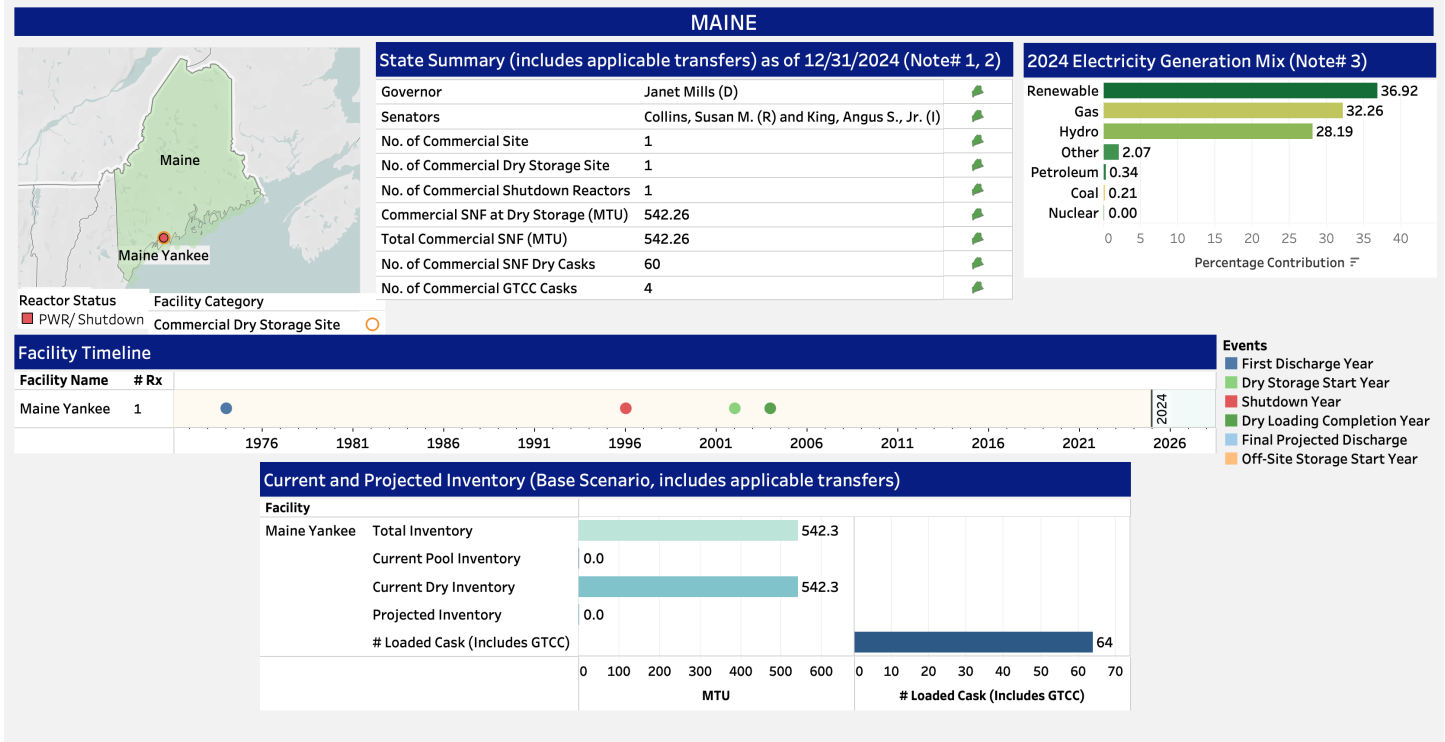 MAINE
Maine
Maine Yankee
Reactor Status
PWR/ Shutdown
Facility Category
Commercial Dry Storage Site
State Summary (includes applicable transfers) as of 12/31/2024 (Note# 1, 2)
Governor Janet Mills (D)
Senators Collins, Susan M. (R) and King, Angus S., Jr. (I)
No. of Commercial Site 1
No. of Commercial Dry Storage Site 1
No. of Commercial Shutdown Reactors 1
Commercial SNF at Dry Storage (MTU) 542.26
Total Commercial SNF (MTU) 542.26
No. of Commercial SNF Dry Casks 60
No. of Commercial GTCC Casks 4
2024 Electricity Generation Mix (Note# 3)
Renewable 36.92
Gas 32.26
Hydro 28.19
Other 2.07
Petroleum 0.34
Coal 0.21
Nuclear 0.00
0 5 10 15 20 25 30 35 40
Percentage Contribution
Facility Timeline
Facility Name # Rx
Maine Yankee 1
2024
1976 1981 1986 1991 1996 2001 2006 2011 2016 2021 2026
Events
First Discharge Year
Dry Storage Start Year
Shutdown Year
Dry Loading Completion Year
Final Projected Discharge
Off-Site Storage Start Year
Current and Projected Inventory (Base Scenario, includes applicable transfers)
Facility
Maine Yankee Total Inventory 542.3
Current Pool Inventory 0.0
Current Dry Inventory 542.3
Projected Inventory 0.0
# Loaded Cask (Includes GTCC) 64
0 100 200 300 400 500 600 0 10 20 30 40 50 60 70
MTU # Loaded Cask (Includes GTCC)